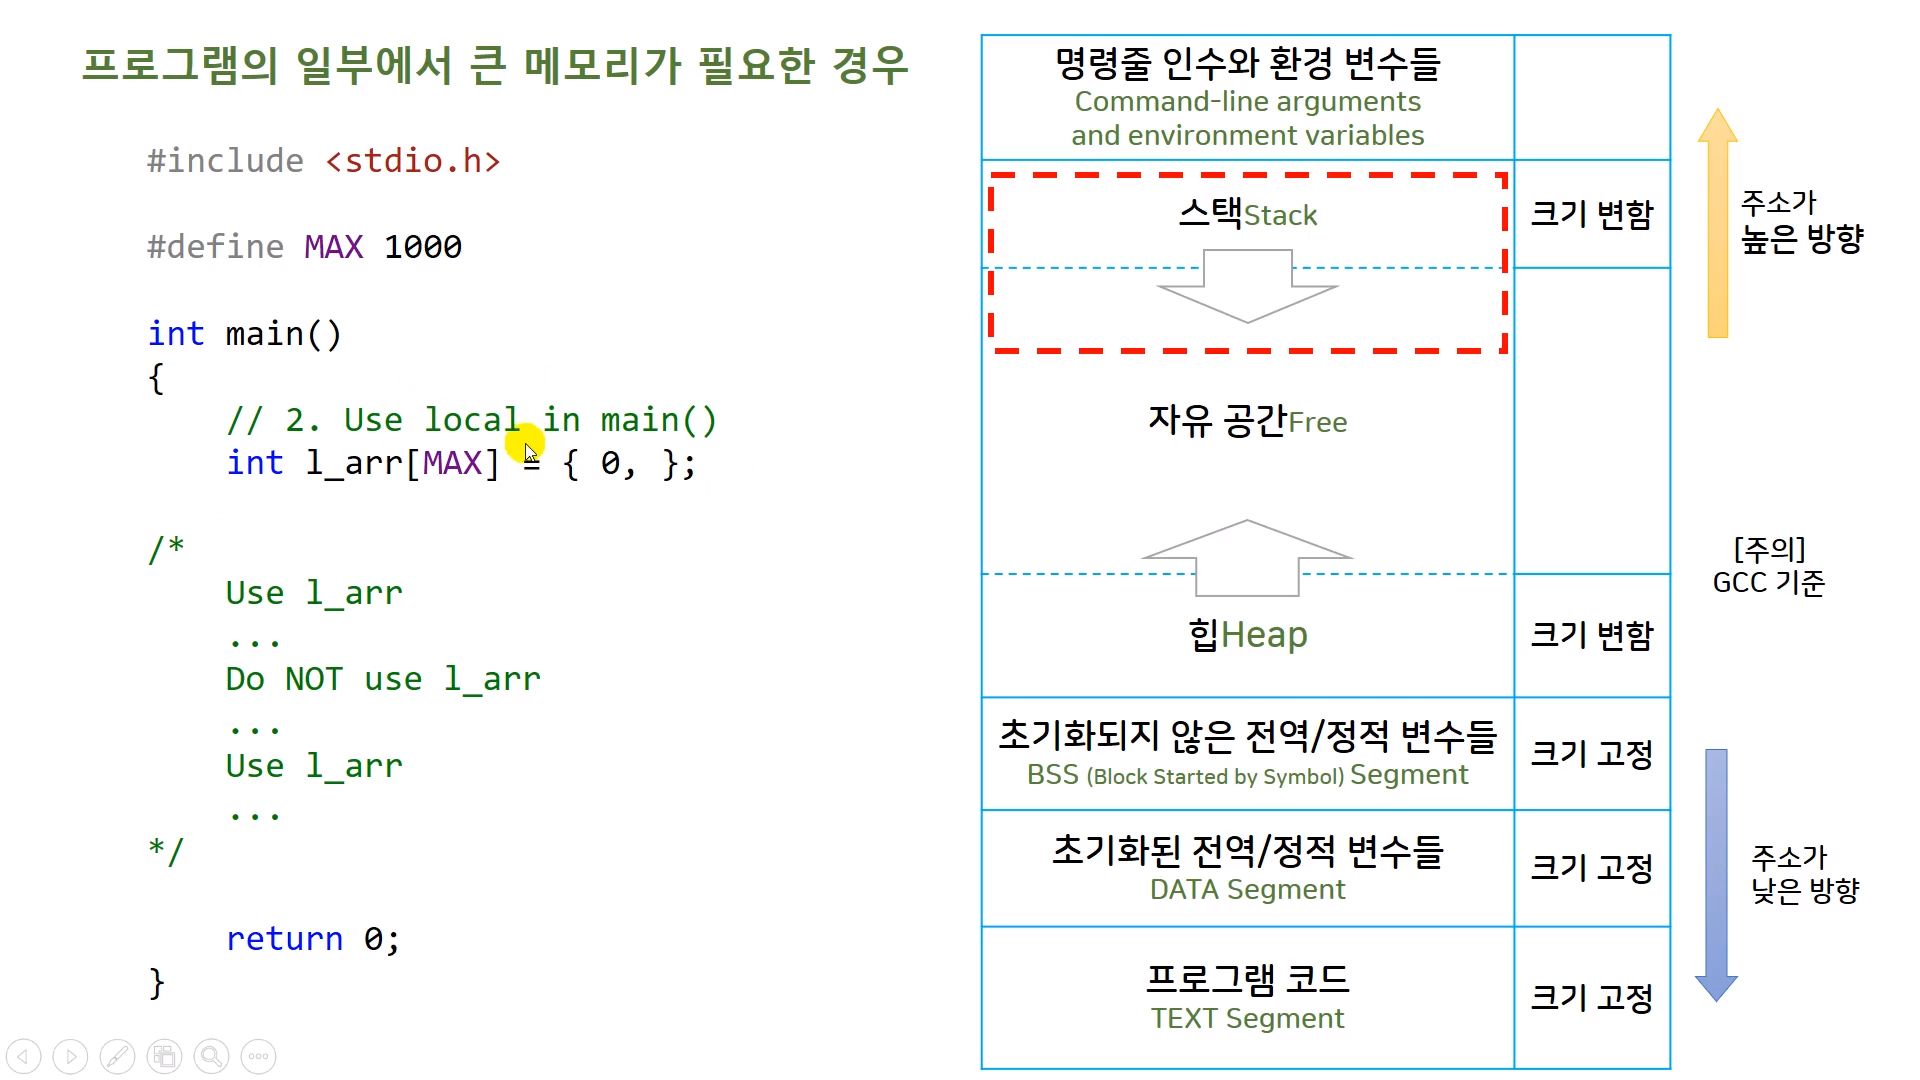 프로그램의 일부에서 큰 메모리가 필요한 경우
#include <stdio.h>
#define MAX 1000
int main()
{
// 2. Use local in main()
int l_arr[MAX] = { 0, };
/*
Use l_arr
...
Do NOT use l_arr
...
Use l_arr
...
*/
return 0;
}
명령줄 인수와 환경 변수들
Command-line arguments
and environment variables
스택Stack
크기 변함
자유 공간Free
힙Heap
크기 변함
초기화되지 않은 전역/정적 변수들
BSS (Block Started by Symbol) Segment
크기 고정
초기화된 전역/정적 변수들
DATA Segment
크기 고정
프로그램 코드
TEXT Segment
크기 고정
주소가
높은 방향
[주의]
GCC 기준
주소가
낮은 방향